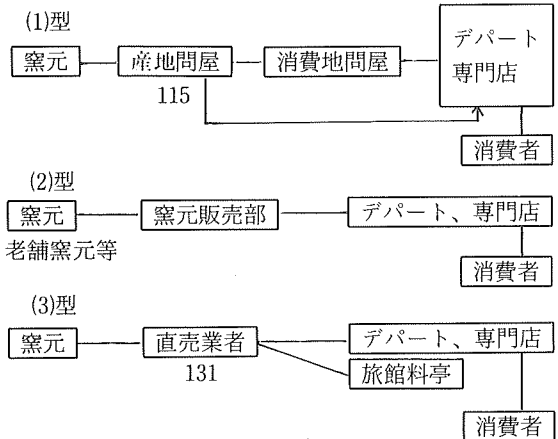 (1)型
窯元 産地問屋 消費地問屋 デパート
専門店
115
消費者
(2)型
窯元 窯元販売部 デパート、専門店
老舗窯元等
消費者
(3)型
窯元 直売業者 デパート、専門店
131 旅館料亭
消費者